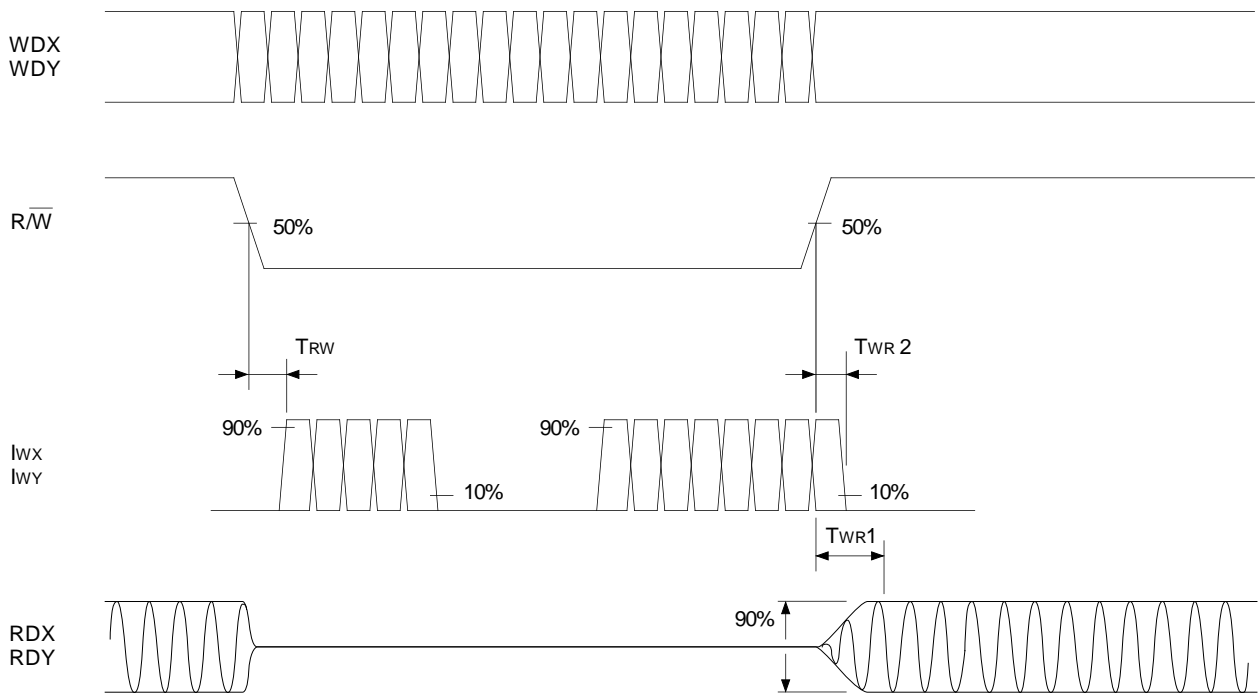 WDX
WDY
R/W̅
50%
50%
TRW
TWR 2
90%
90%
IWX
IWY
10%
10%
TWR1
90%
RDX
RDY